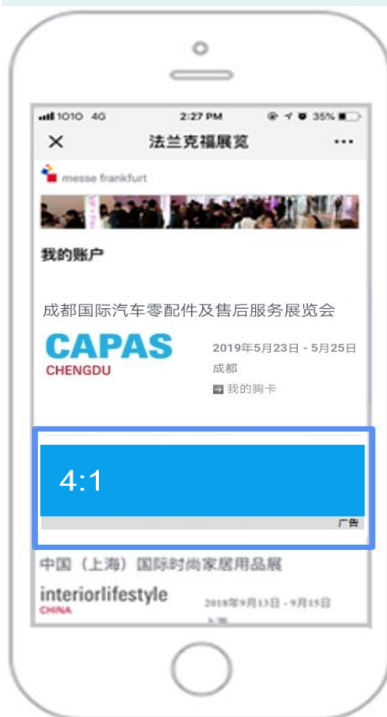 1010 4G 2:27 PM 35%
法兰克福展览
messe frankfurt
我的账户
成都国际汽车零配件及售后服务展览会
CAPAS
CHENGDU
2019年5月23日 - 5月25日
成都
我的胸卡
4:1
广告
中国（上海）国际时尚家居用品展
interiorlifestyle
CHINA
2018年9月13日 - 9月15日